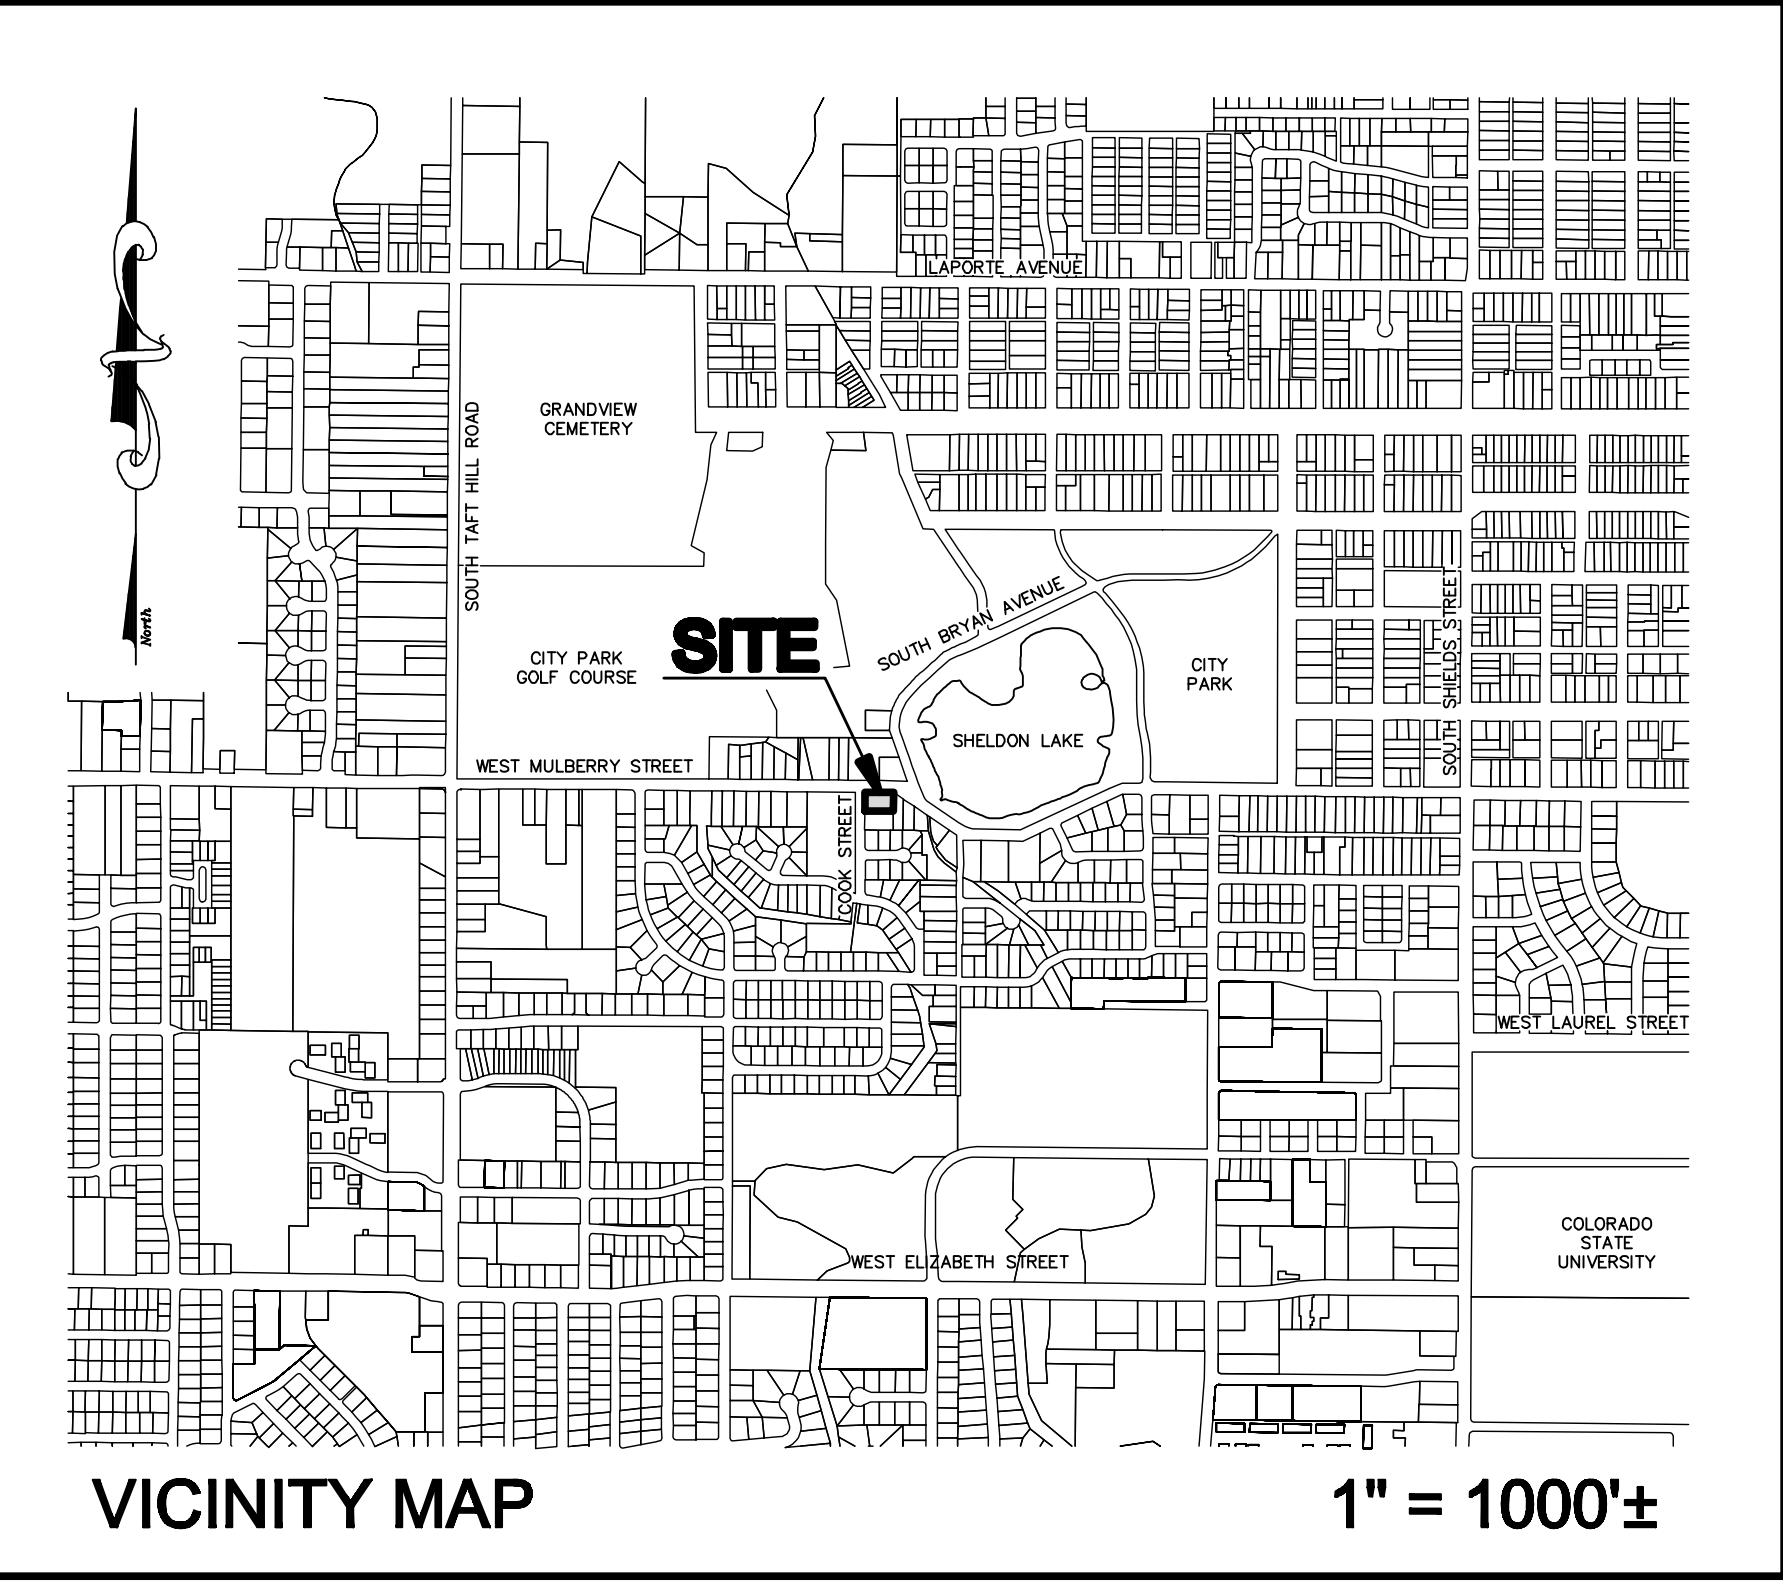 LAPORTE AVENUE
GRANDVIEW
CEMETERY
SOUTH TAFT HILL ROAD
North
SOUTH BRYAN AVENUE
SITE
CITY PARK
GOLF COURSE
CITY
PARK
SOUTH SHIELDS STREET
SHELDON LAKE
WEST MULBERRY STREET
COOK STREET
WEST LAUREL STREET
COLORADO
STATE
UNIVERSITY
WEST ELIZABETH STREET
VICINITY MAP
1" = 1000'±